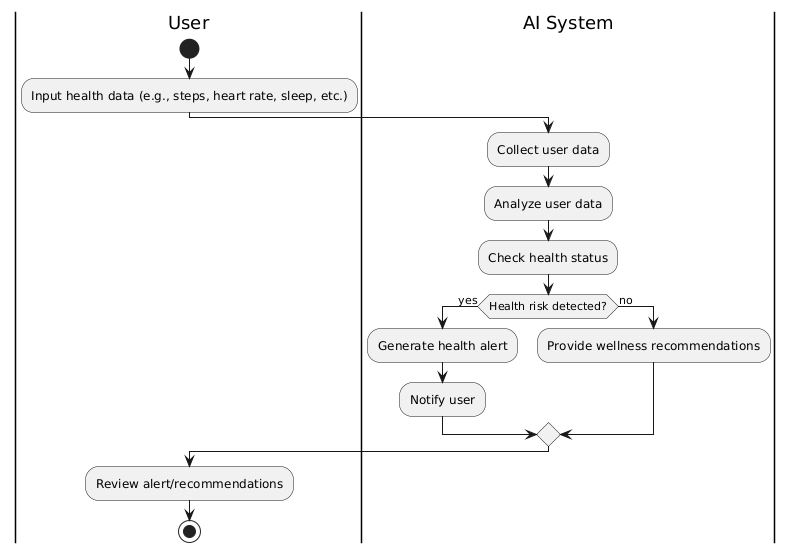 User
AI System
Input health data (e.g., steps, heart rate, sleep, etc.)
Collect user data
Analyze user data
Check health status
yes
Health risk detected?
no
Generate health alert
Provide wellness recommendations
Notify user
Review alert/recommendations